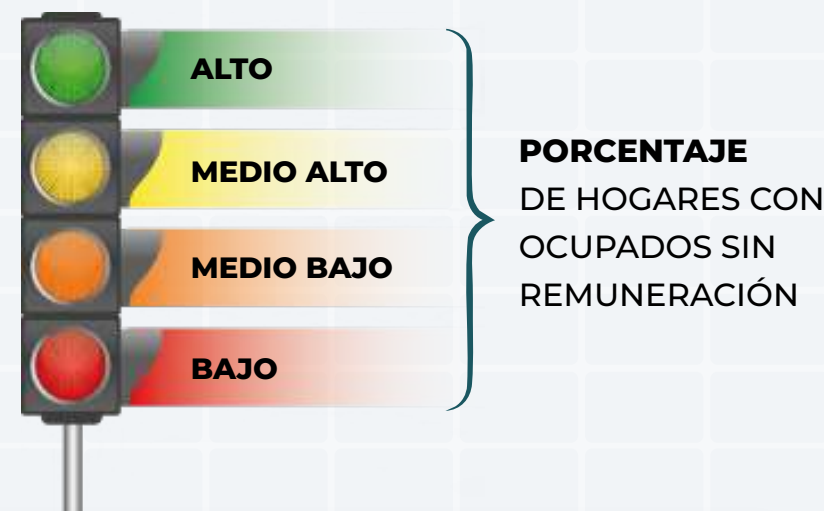 ALTO
MEDIO ALTO
MEDIO BAJO
BAJO
PORCENTAJE
DE HOGARES CON
OCUPADOS SIN
REMUNERACIÓN